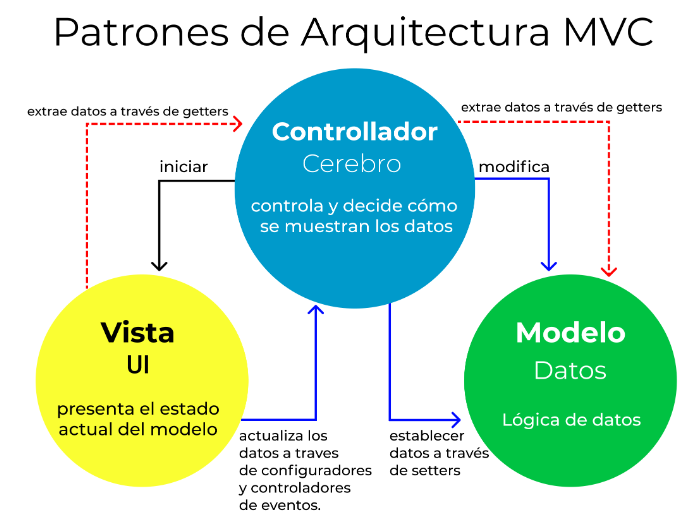 Patrones de Arquitectura MVC
extrae datos a través de getters
extrae datos a través de getters
Controllador
Cerebro
controla y decide cómo
se muestran los datos
iniciar
modifica
Vista
UI
presenta el estado
actual del modelo
Modelo
Datos
Lógica de datos
actualiza los
datos a traves
de configuradores
y controladores
de eventos.
establecer
datos a través
de setters